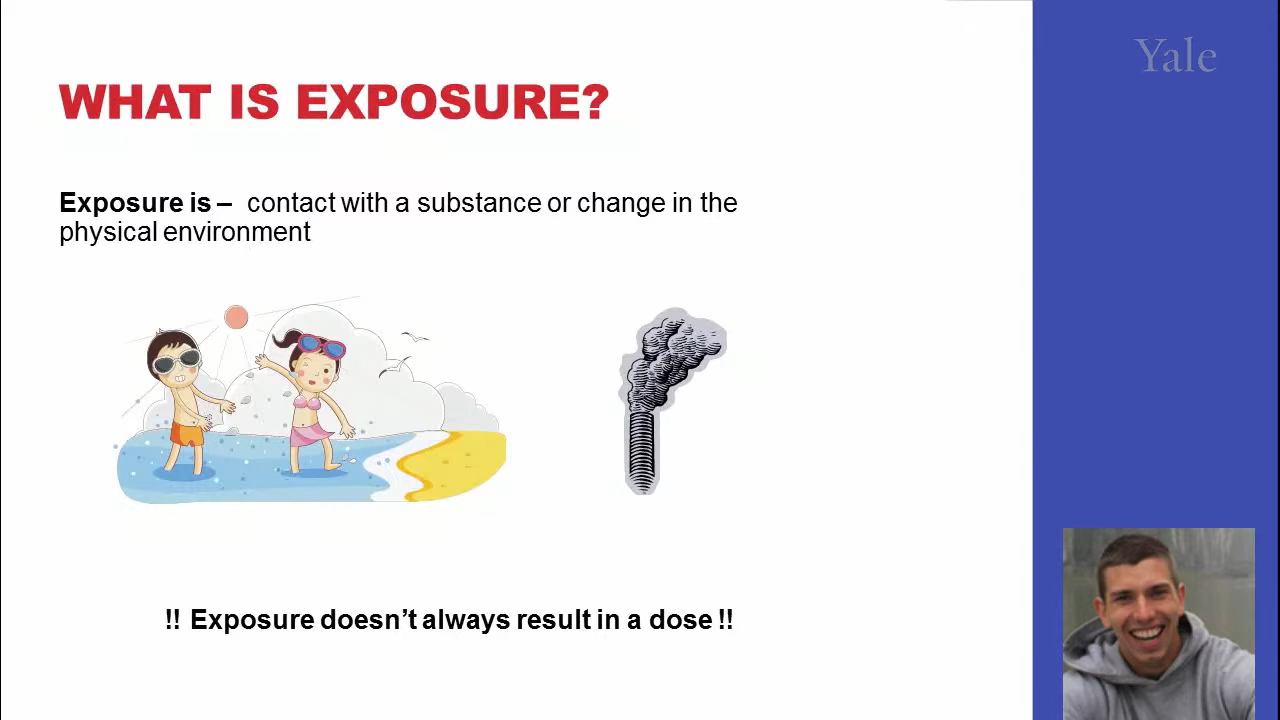 Yale
WHAT IS EXPOSURE?
Exposure is – contact with a substance or change in the
physical environment
!! Exposure doesn’t always result in a dose !!